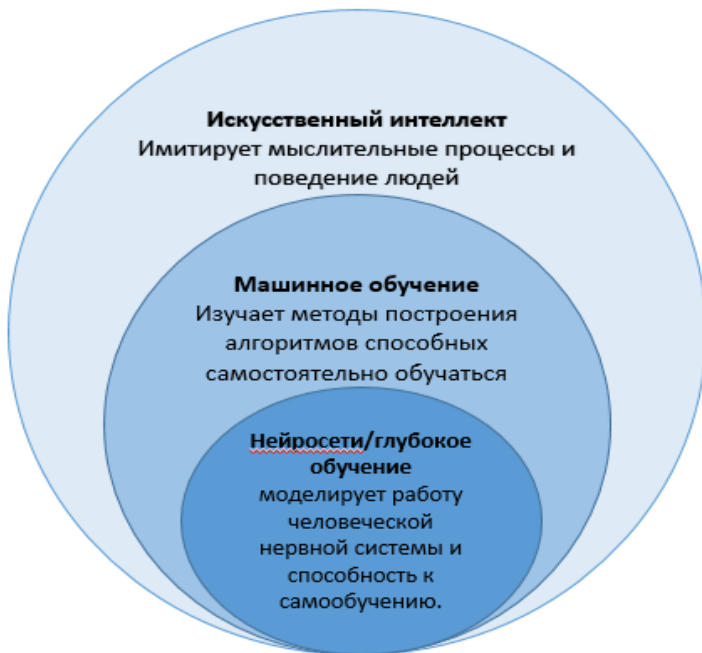 Искусственный интеллект
Имитирует мыслительные процессы и
поведение людей
Машинное обучение
Изучает методы построения
алгоритмов способных
самостоятельно обучаться
Нейросети/глубокое
обучение
моделирует работу
человеческой
нервной системы и
способность к
самообучению.